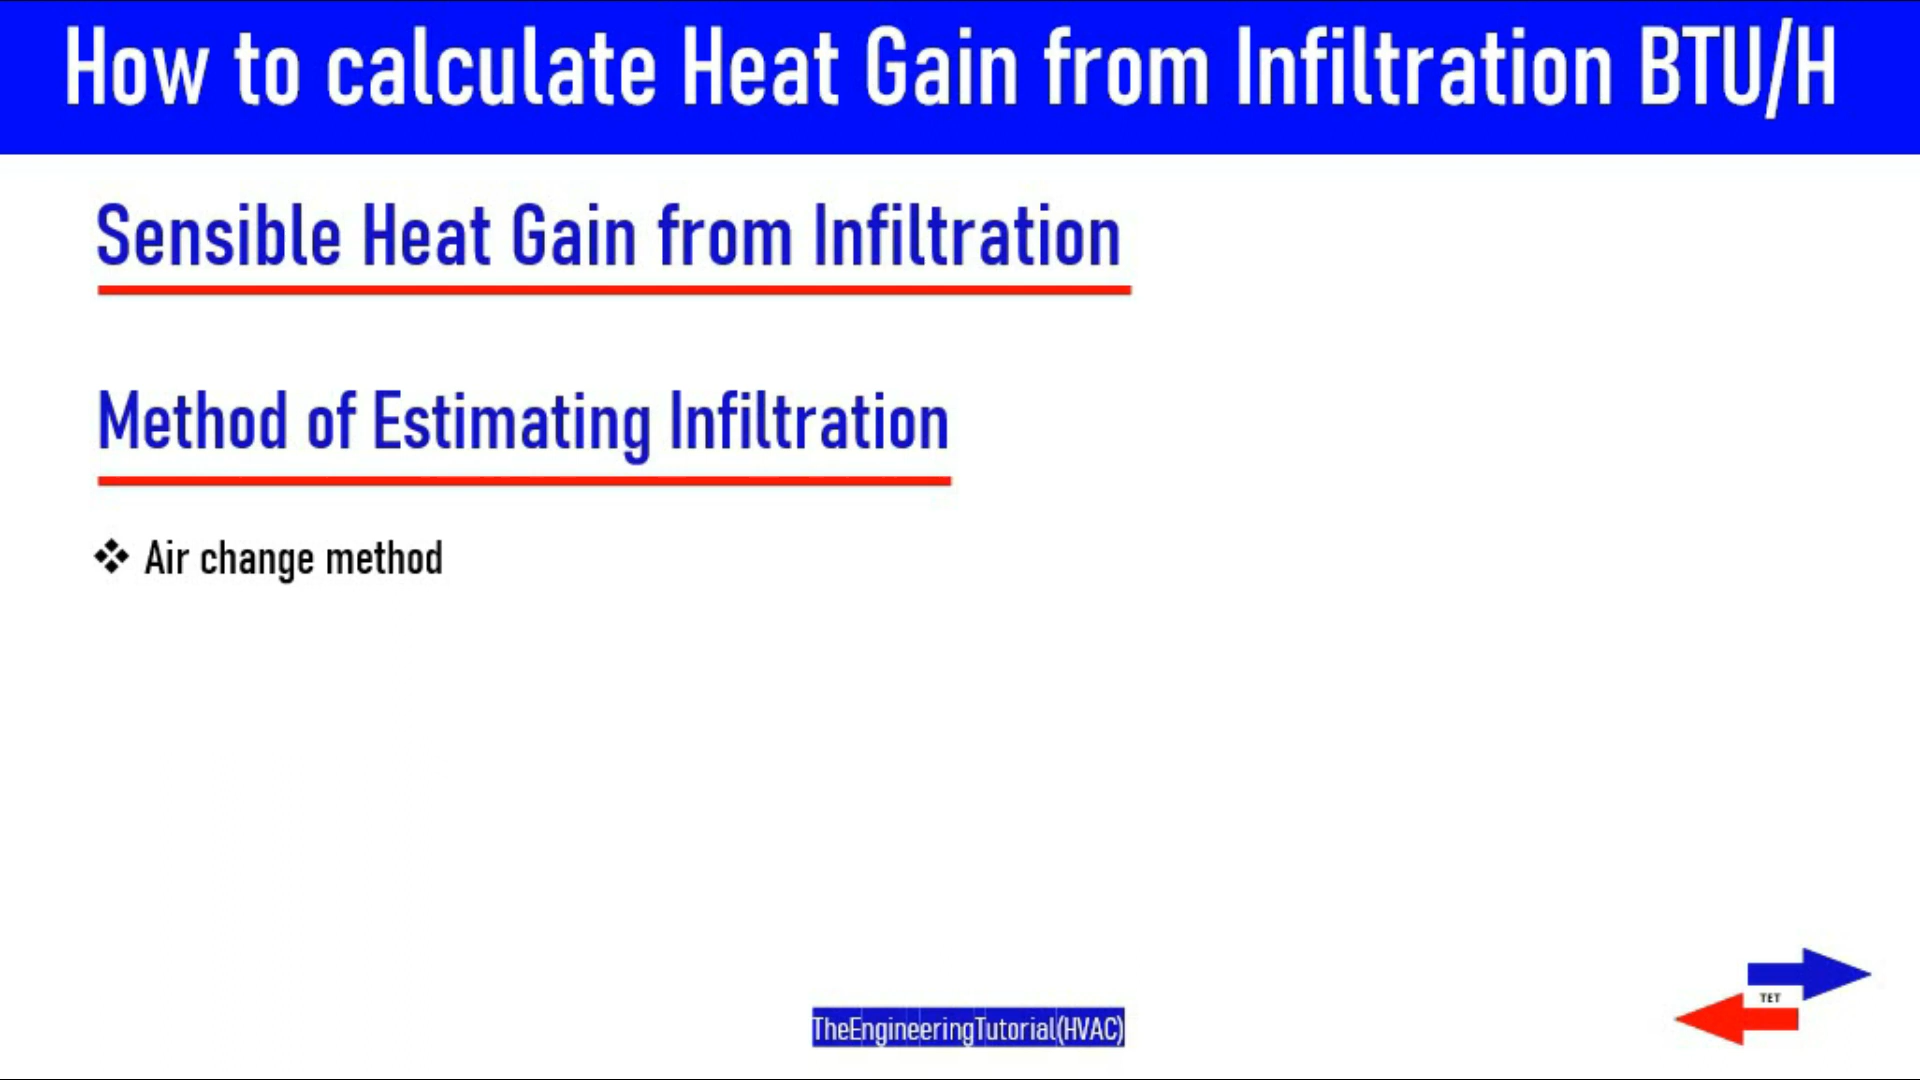 How to calculate Heat Gain from Infiltration BTU/H
Sensible Heat Gain from Infiltration
Method of Estimating Infiltration
❖ Air change method
TET
TheEngineeringTutorial(HVAC)